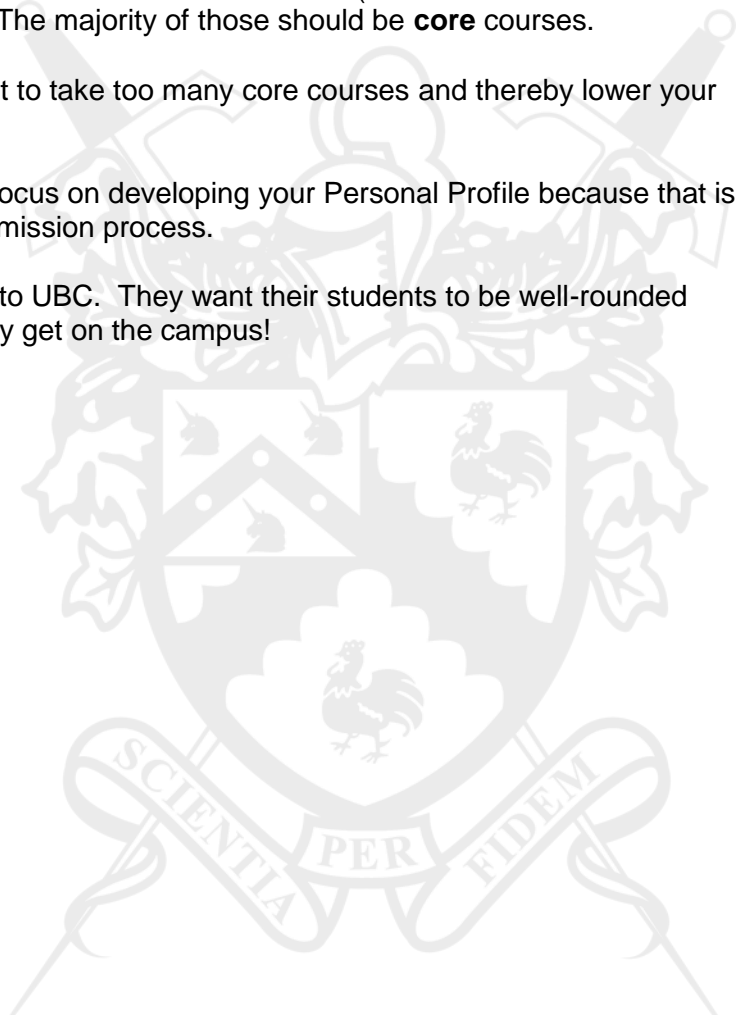 The majority of those should be core courses.
t to take too many core courses and thereby lower your
ocus on developing your Personal Profile because that is
mission process.
to UBC.  They want their students to be well-rounded
y get on the campus!
SCIENTIA PER FIDEM